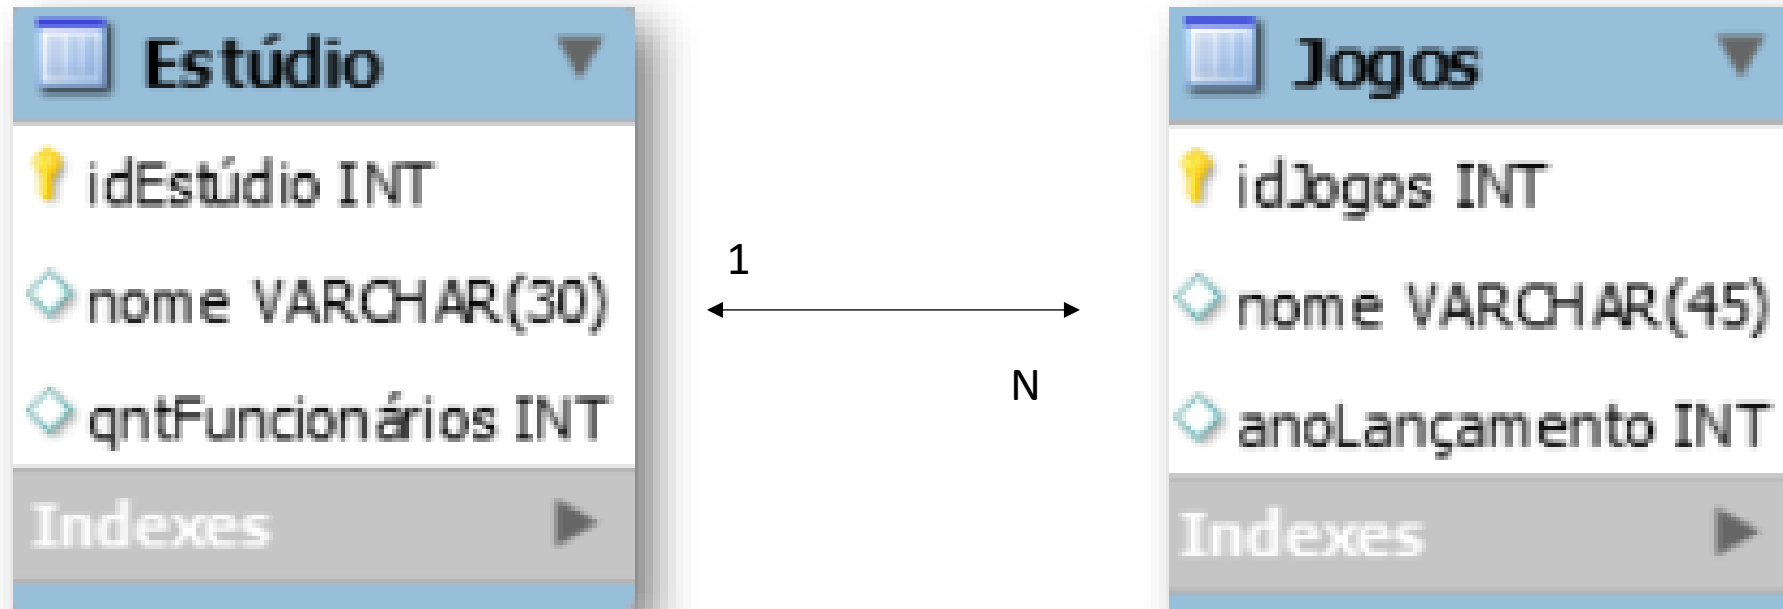 Estúdio
idEstúdio INT
nome VARCHAR(30)
qntFuncionários INT
Indexes
1
N
Jogos
idJogos INT
nome VARCHAR(45)
anoLançamento INT
Indexes